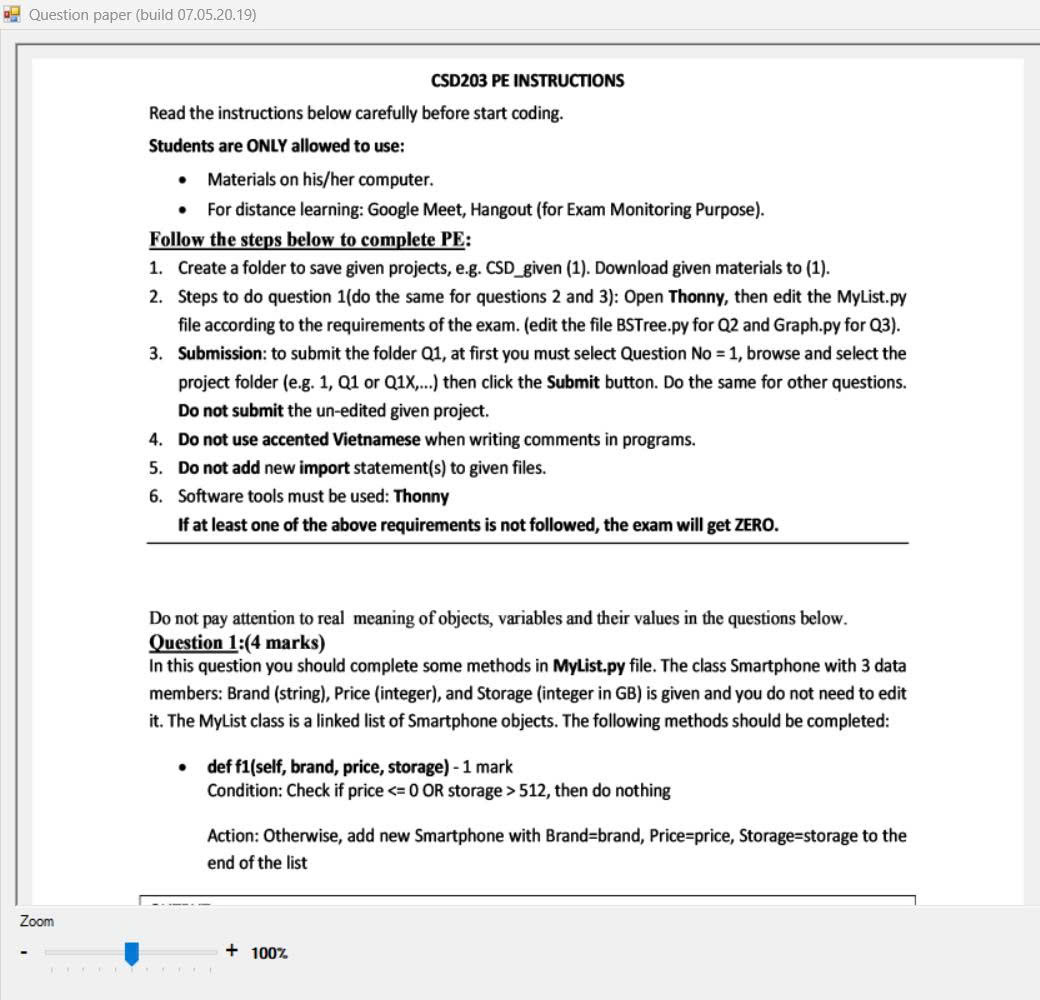 Question paper (build 07.05.20.19)
CSD203 PE INSTRUCTIONS
Read the instructions below carefully before start coding.
Students are ONLY allowed to use:
• Materials on his/her computer.
• For distance learning: Google Meet, Hangout (for Exam Monitoring Purpose).
Follow the steps below to complete PE:
1. Create a folder to save given projects, e.g. CSD_given (1). Download given materials to (1).
2. Steps to do question 1(do the same for questions 2 and 3): Open Thonny, then edit the MyList.py
file according to the requirements of the exam. (edit the file BSTree.py for Q2 and Graph.py for Q3).
3. Submission: to submit the folder Q1, at first you must select Question No = 1, browse and select the
project folder (e.g. 1, Q1 or Q1X,...) then click the Submit button. Do the same for other questions.
Do not submit the un-edited given project.
4. Do not use accented Vietnamese when writing comments in programs.
5. Do not add new import statement(s) to given files.
6. Software tools must be used: Thonny
If at least one of the above requirements is not followed, the exam will get ZERO.
Do not pay attention to real meaning of objects, variables and their values in the questions below.
Question 1:(4 marks)
In this question you should complete some methods in MyList.py file. The class Smartphone with 3 data
members: Brand (string), Price (integer), and Storage (integer in GB) is given and you do not need to edit
it. The MyList class is a linked list of Smartphone objects. The following methods should be completed:
• def f1(self, brand, price, storage) - 1 mark
Condition: Check if price <= 0 OR storage > 512, then do nothing
Action: Otherwise, add new Smartphone with Brand=brand, Price=price, Storage=storage to the
end of the list
Zoom
- + 100%